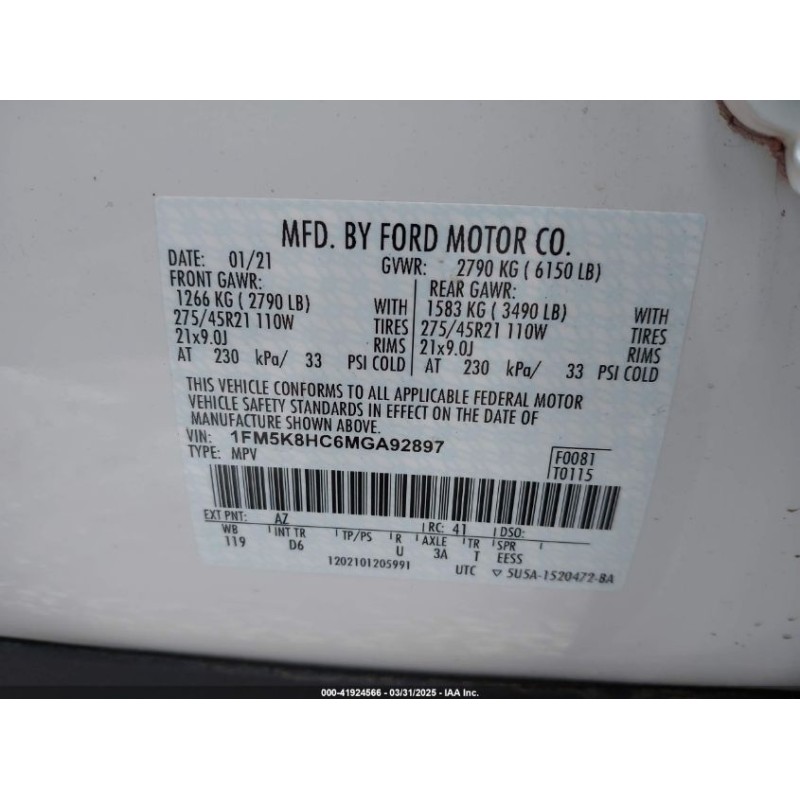 MFD. BY FORD MOTOR CO.
DATE: 01/21 GVWR: 2790 KG ( 6150 LB)
FRONT GAWR: REAR GAWR:
1266 KG ( 2790 LB) WITH 1583 KG ( 3490 LB) WITH
275/45R21 110W TIRES 275/45R21 110W TIRES
21x9.0J RIMS 21x9.0J RIMS
AT 230 kPa/ 33 PSI COLD AT 230 kPa/ 33 PSI COLD
THIS VEHICLE CONFORMS TO ALL APPLICABLE FEDERAL MOTOR
VEHICLE SAFETY STANDARDS IN EFFECT ON THE DATE OF
MANUFACTURE SHOWN ABOVE.
VIN: 1FM5K8HC6MGA92897
TYPE: MPV
F0081
T0115
EXT PNT: AZ RC: 41 DSO:
WB INT TR TP/PS R AXLE TR SPR
119 D6 U 3A T EESS
1202101205991 UTC ▽ 5U5A-1520472-BA
000-41924566 - 03/31/2025 - IAA Inc.